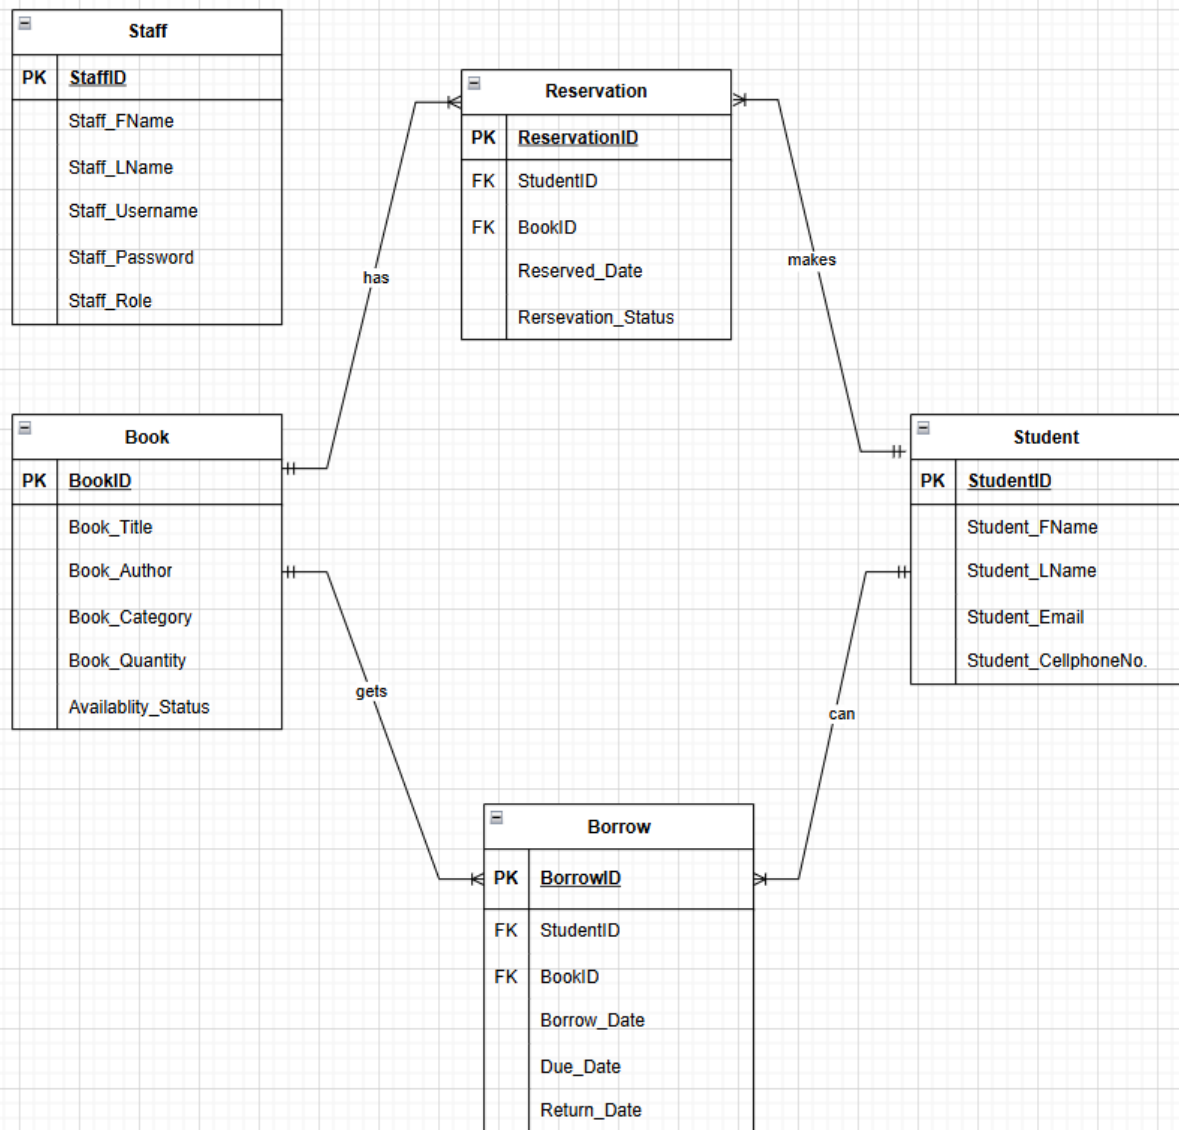 Staff
PK StaffID
Staff_FName
Staff_LName
Staff_Username
Staff_Password
Staff_Role
Reservation
PK ReservationID
FK StudentID
FK BookID
Reserved_Date
Rersevation_Status
has
makes
Book
PK BookID
Book_Title
Book_Author
Book_Category
Book_Quantity
Availablity_Status
Student
PK StudentID
Student_FName
Student_LName
Student_Email
Student_CellphoneNo.
gets
can
Borrow
PK BorrowID
FK StudentID
FK BookID
Borrow_Date
Due_Date
Return_Date